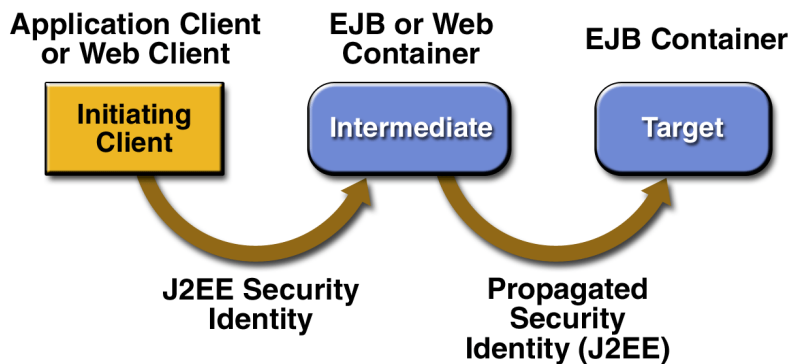 Application Client
or Web Client
EJB or Web
Container
EJB Container
Initiating
Client
Intermediate
Target
J2EE Security
Identity
Propagated
Security
Identity (J2EE)